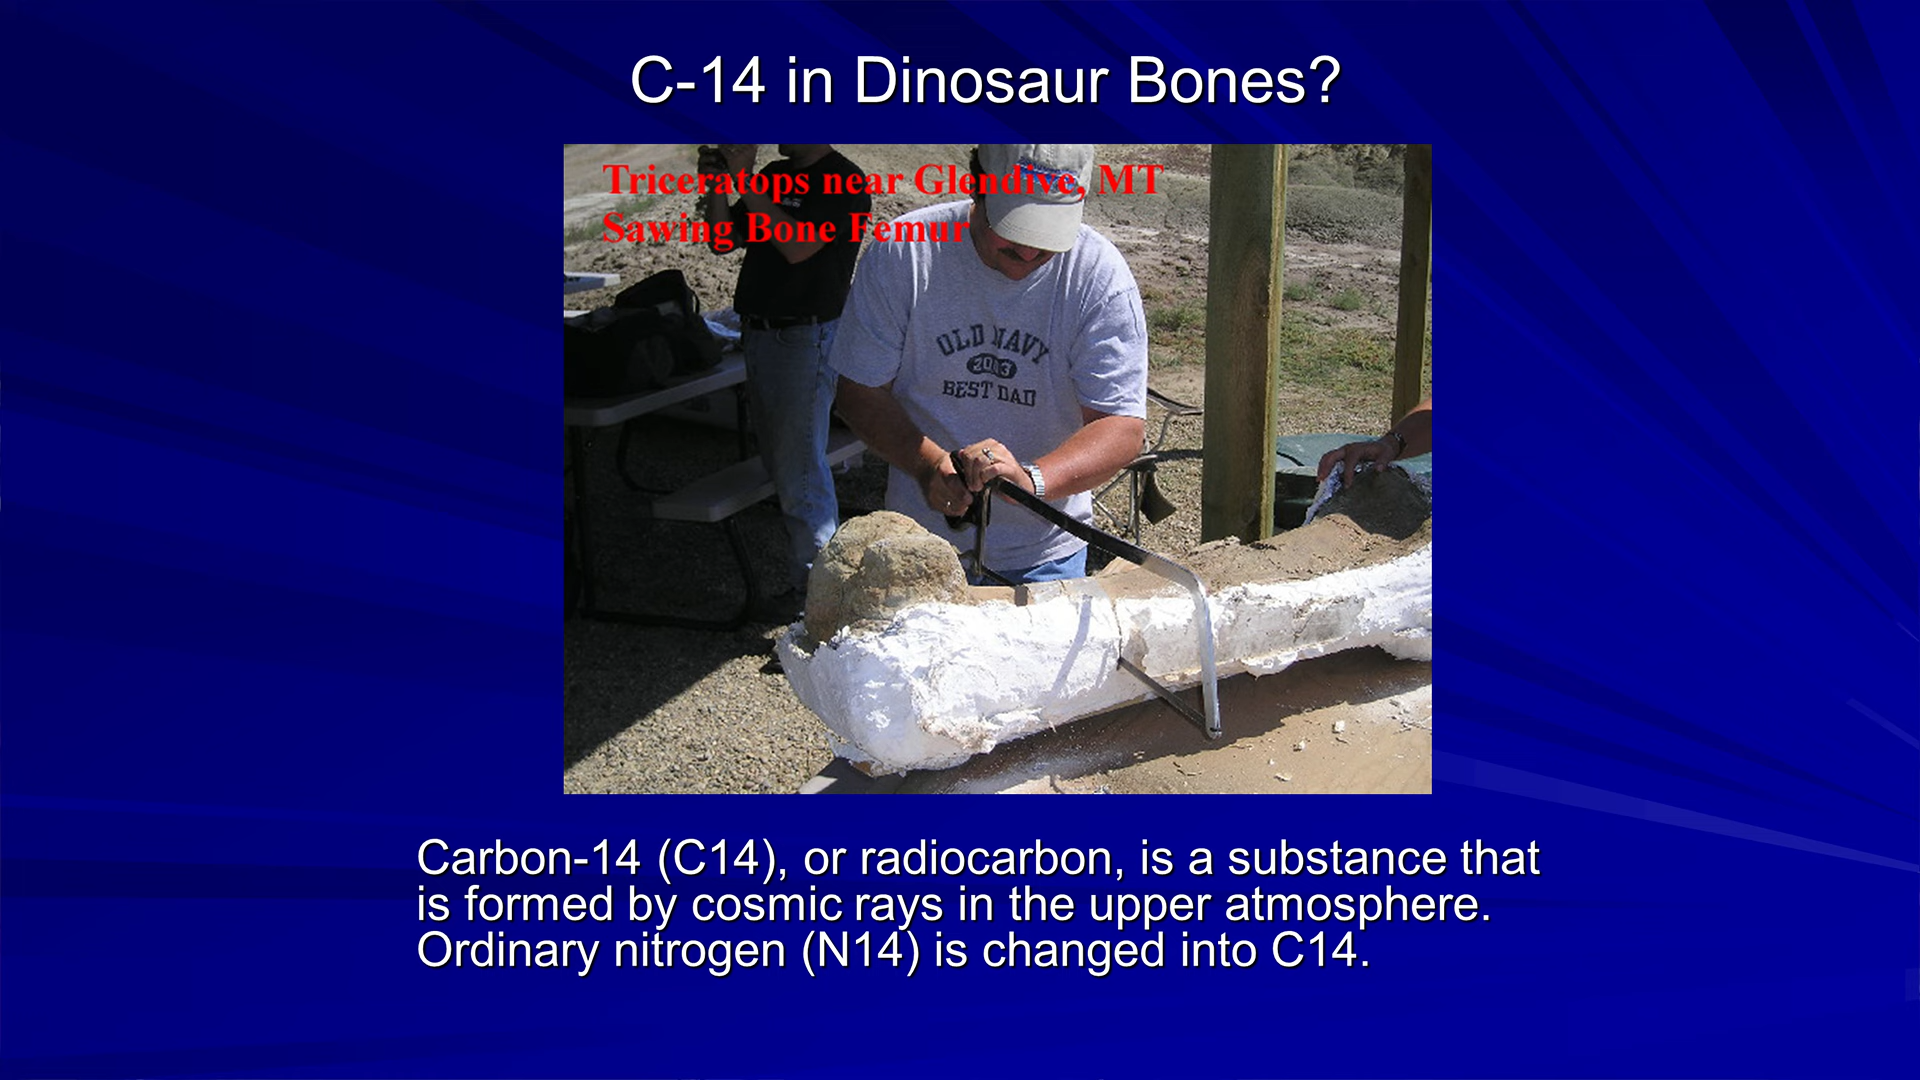 C-14 in Dinosaur Bones?
Triceratops near Glendive, MT
Sawing Bone Femur
OLD NAVY
2003
BEST DAD
Carbon-14 (C14), or radiocarbon, is a substance that
is formed by cosmic rays in the upper atmosphere.
Ordinary nitrogen (N14) is changed into C14.